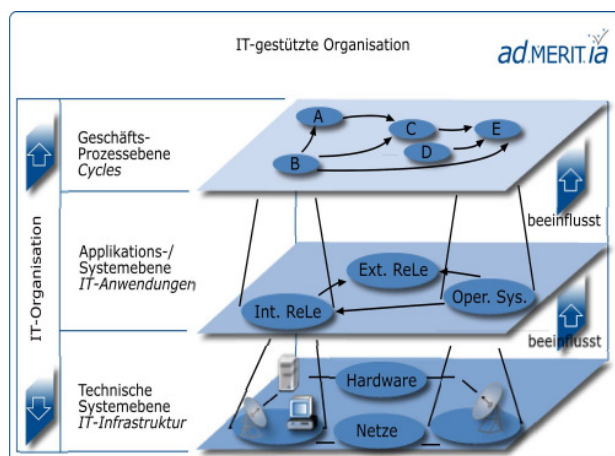 IT-gestützte Organisation
ad.MERIT.ia
IT-Organisation
Geschäfts-
Prozessebene
Cycles
A
B
C
D
E
beeinflusst
Applikations-/
Systemebene
IT-Anwendungen
Ext. ReLe
Int. ReLe
Oper. Sys.
beeinflusst
Technische
Systemebene
IT-Infrastruktur
Hardware
Netze